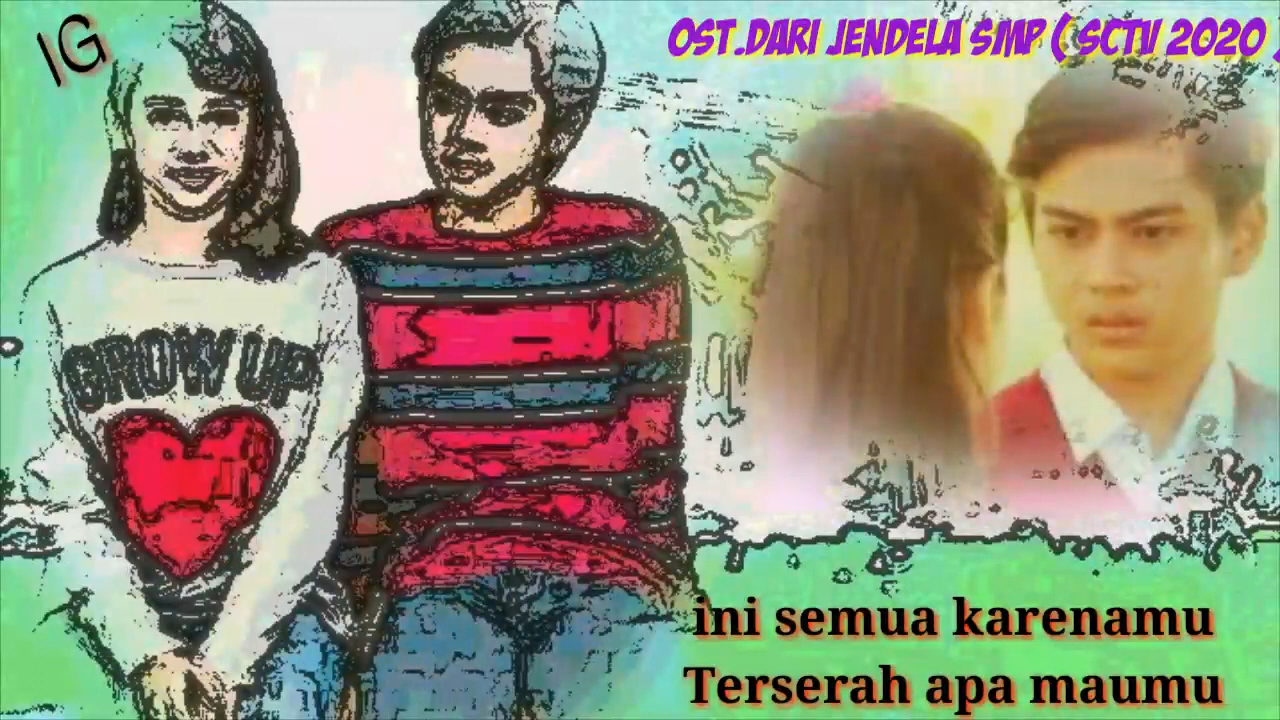 IG
OST.DARI JENDELA SMP ( SCTV 2020 )
GROW UP
ini semua karenamu
Terserah apa maumu